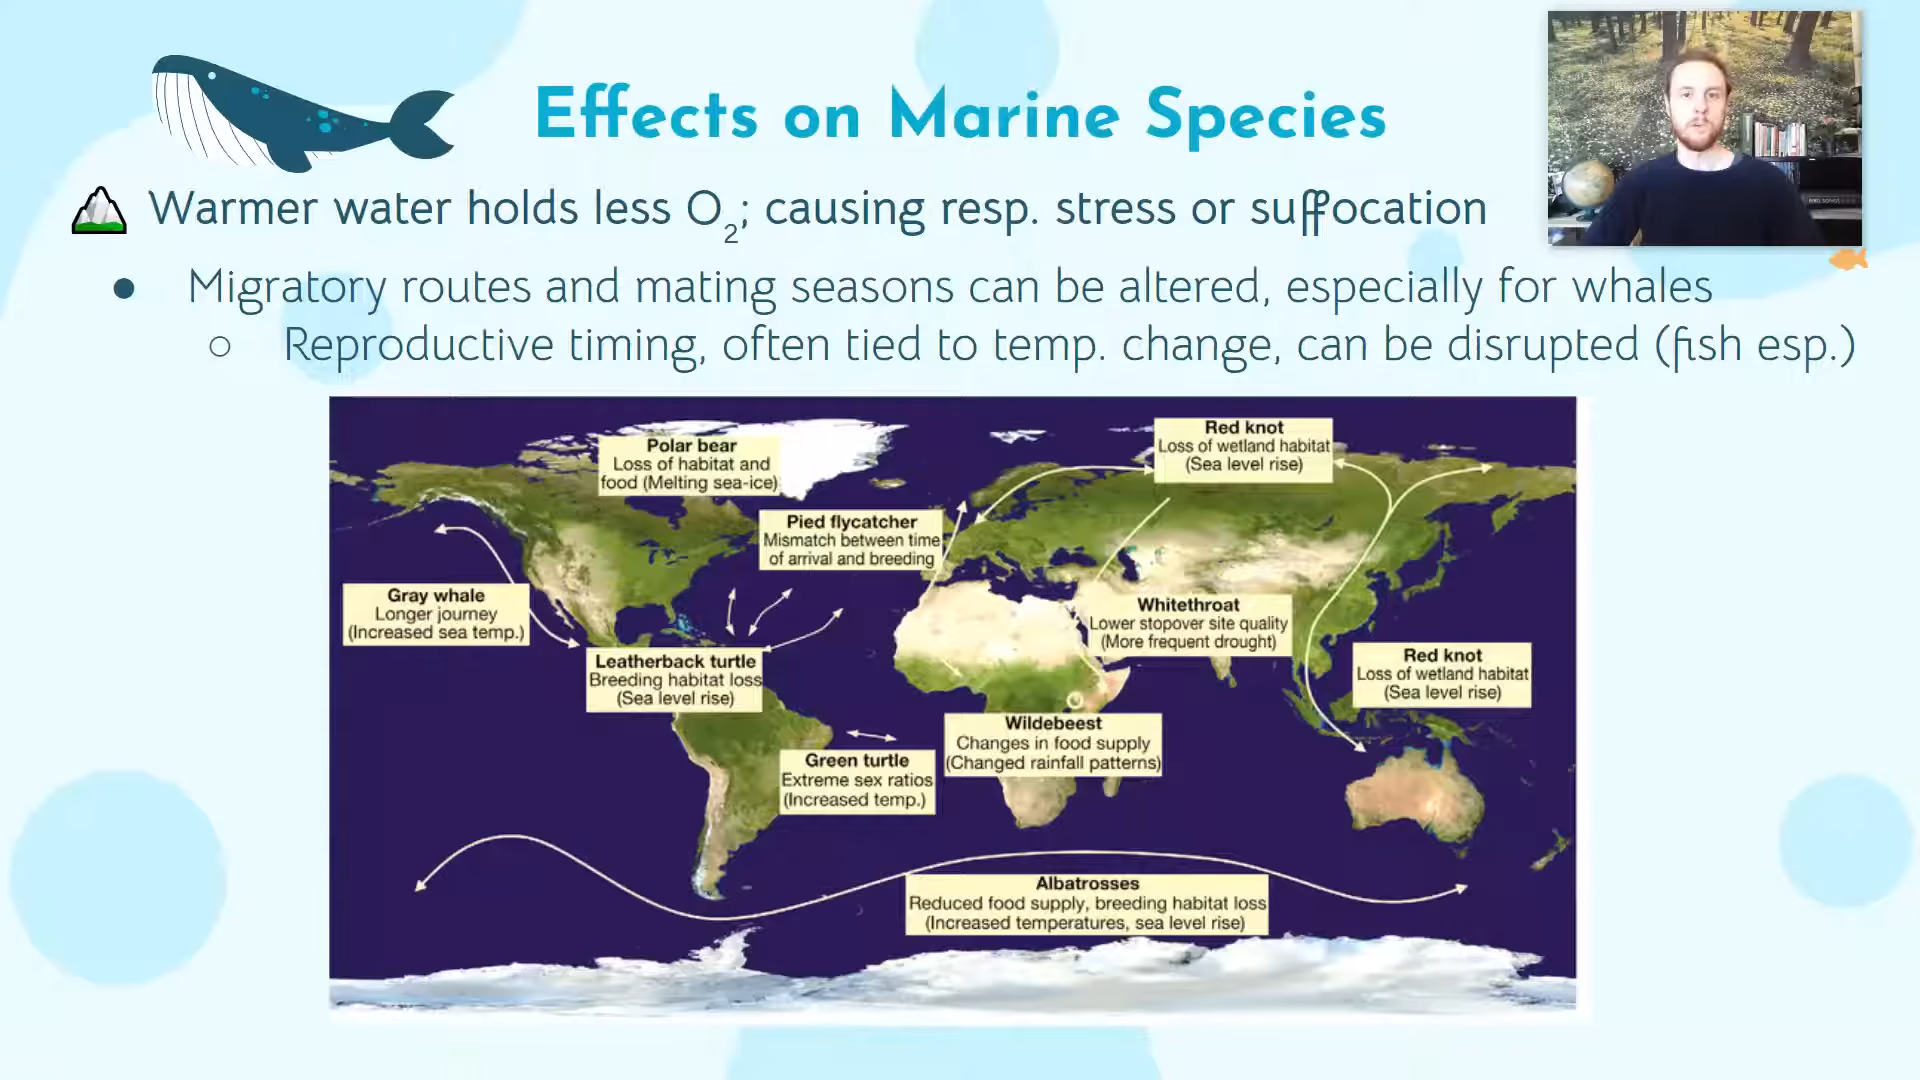 Effects on Marine Species
Warmer water holds less O2; causing resp. stress or suffocation
● Migratory routes and mating seasons can be altered, especially for whales
○ Reproductive timing, often tied to temp. change, can be disrupted (fish esp.)
Polar bear
Loss of habitat and
food (Melting sea-ice)
Red knot
Loss of wetland habitat
(Sea level rise)
Pied flycatcher
Mismatch between time
of arrival and breeding
Gray whale
Longer journey
(Increased sea temp.)
Whitethroat
Lower stopover site quality
(More frequent drought)
Leatherback turtle
Breeding habitat loss
(Sea level rise)
Red knot
Loss of wetland habitat
(Sea level rise)
Wildebeest
Changes in food supply
(Changed rainfall patterns)
Green turtle
Extreme sex ratios
(Increased temp.)
Albatrosses
Reduced food supply, breeding habitat loss
(Increased temperatures, sea level rise)